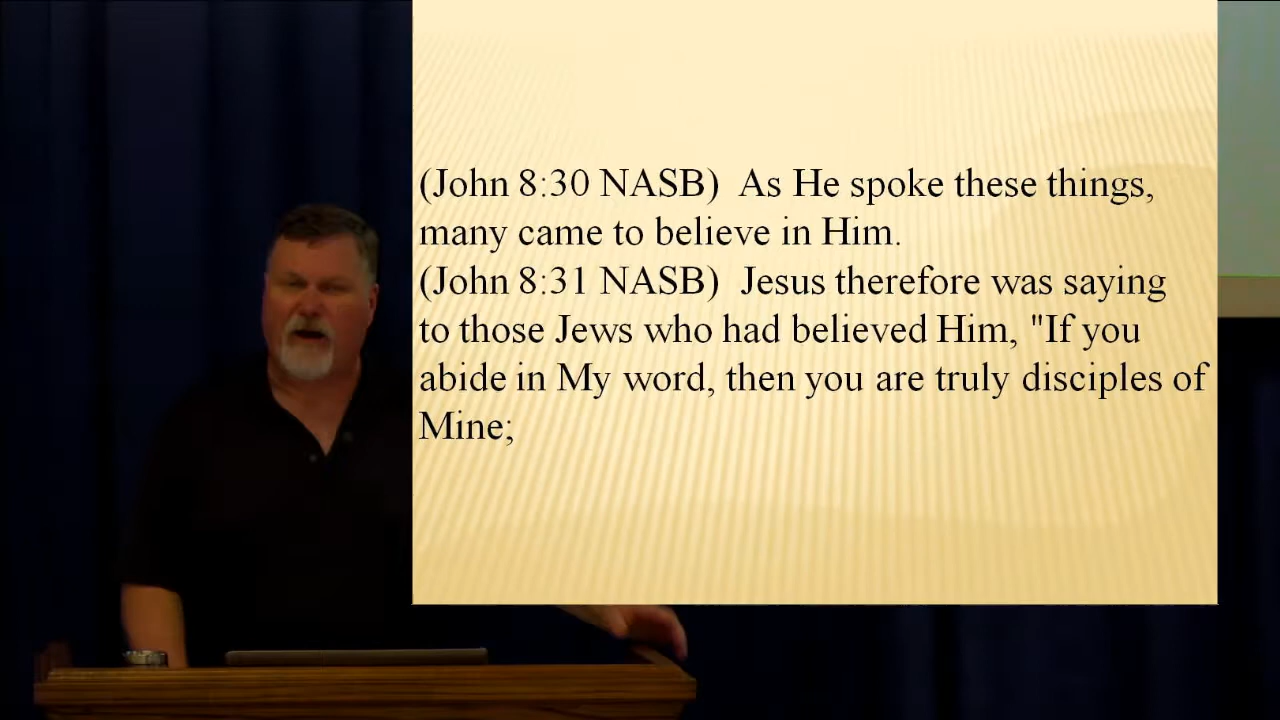 (John 8:30 NASB)  As He spoke these things,
many came to believe in Him.
(John 8:31 NASB)  Jesus therefore was saying
to those Jews who had believed Him, "If you
abide in My word, then you are truly disciples of
Mine;